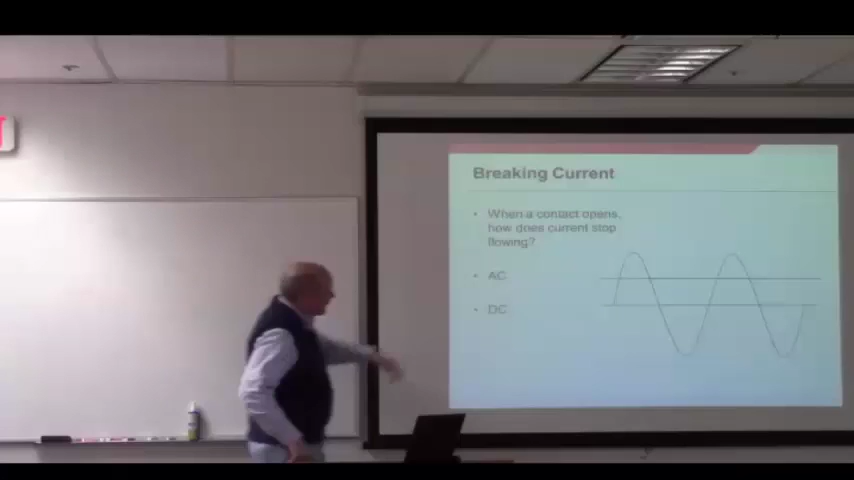 Breaking Current
• When a contact opens,
how does current stop
flowing?
• AC
• DC